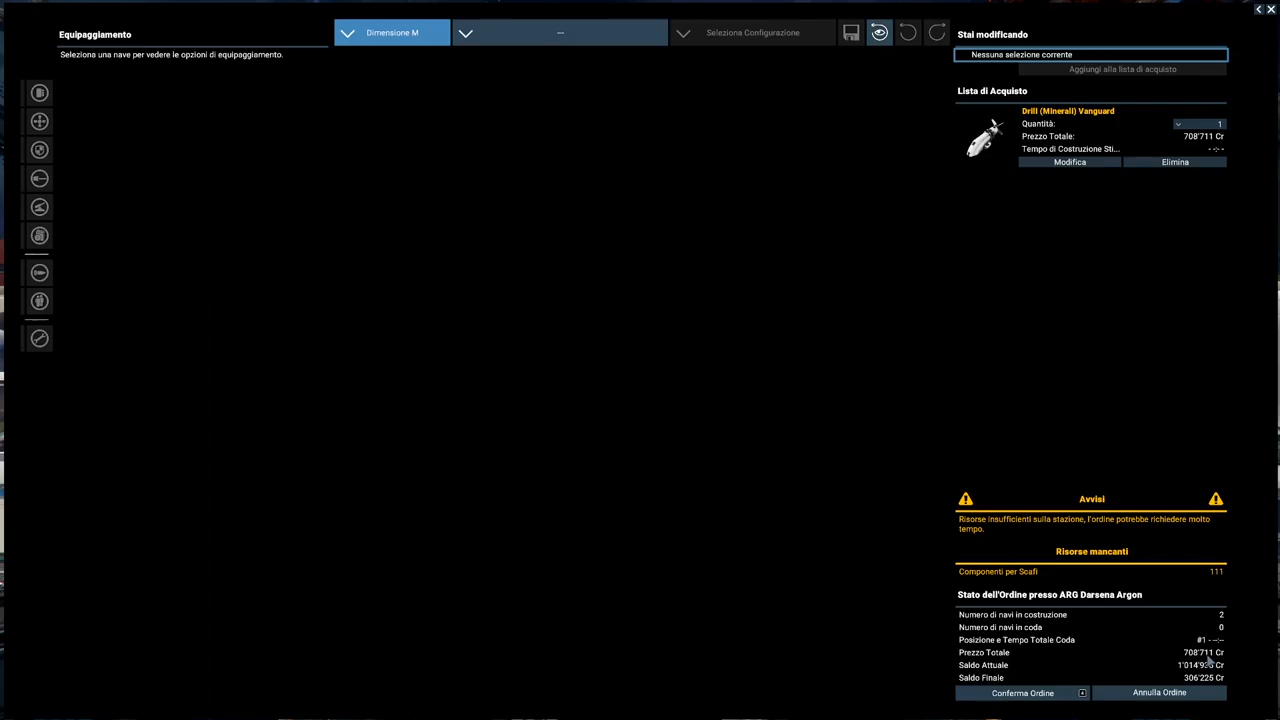 Equipaggiamento
Seleziona una nave per vedere le opzioni di equipaggiamento.
Dimensione M
--
Seleziona Configurazione
Stai modificando
Nessuna selezione corrente
Aggiungi alla lista di acquisto
Lista di Acquisto
Drill (Minerali) Vanguard
Quantità: 1
Prezzo Totale: 708'711 Cr
Tempo di Costruzione Sti... --:--
Modifica Elimina
Avvisi
Risorse insufficienti sulla stazione, l'ordine potrebbe richiedere molto
tempo.
Risorse mancanti
Componenti per Scafi 111
Stato dell'Ordine presso ARG Darsena Argon
Numero di navi in costruzione 2
Numero di navi in coda 0
Posizione e Tempo Totale Coda #1 - --:--
Prezzo Totale 708'711 Cr
Saldo Attuale 1'014'936 Cr
Saldo Finale 306'225 Cr
Conferma Ordine Annulla Ordine